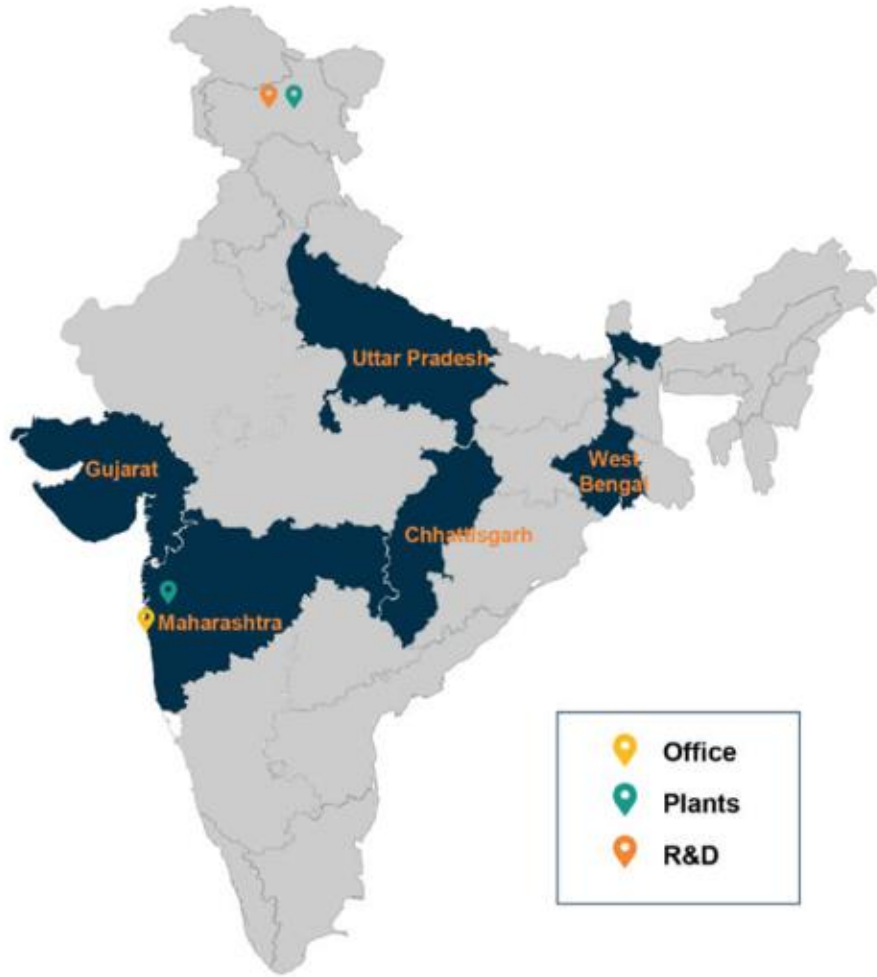 Uttar Pradesh
Gujarat
West
Bengal
Chhattisgarh
Maharashtra
Office
Plants
R&D